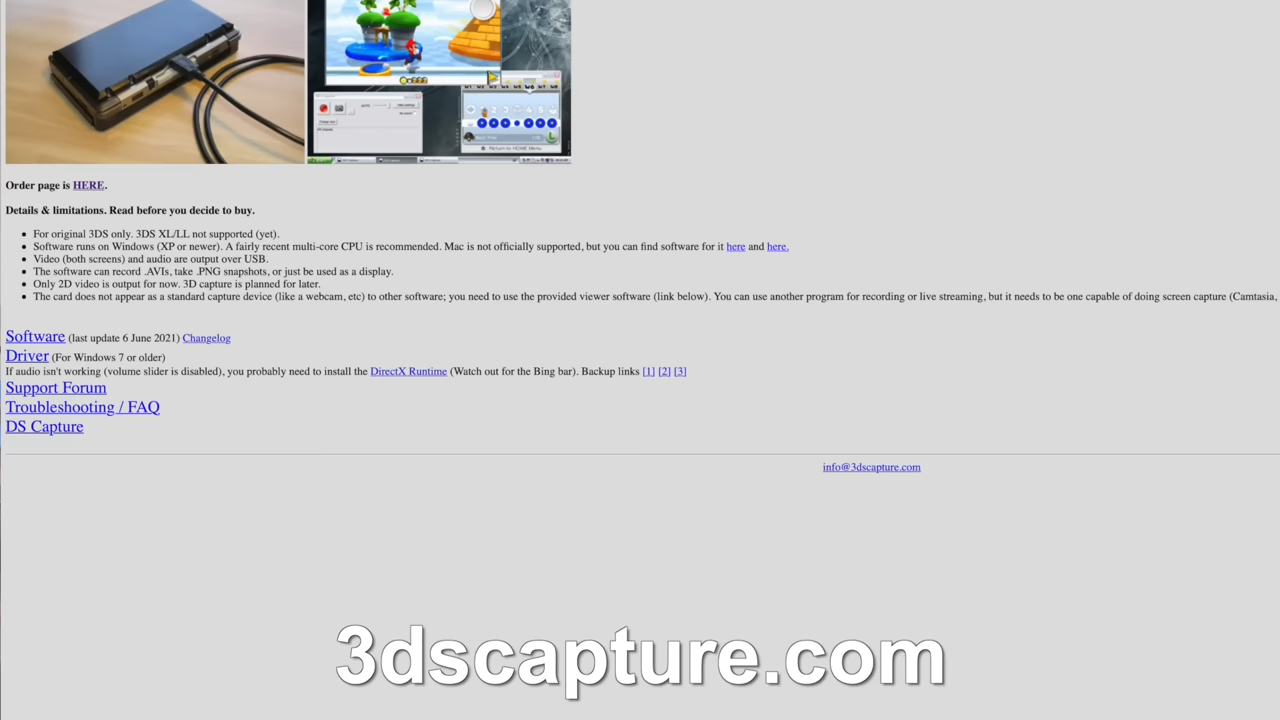 Order page is HERE.
Details & limitations. Read before you decide to buy.
For original 3DS only. 3DS XL/LL not supported (yet).
Software runs on Windows (XP or newer). A fairly recent multi-core CPU is recommended. Mac is not officially supported, but you can find software for it here and here.
Video (both screens) and audio are output over USB.
The software can record .AVIs, take .PNG snapshots, or just be used as a display.
Only 2D video is output for now. 3D capture is planned for later.
The card does not appear as a standard capture device (like a webcam, etc) to other software; you need to use the provided viewer software (link below). You can use another program for recording or live streaming, but it needs to be one capable of doing screen capture (Camtasia,
Software (last update 6 June 2021) Changelog
Driver (For Windows 7 or older)
If audio isn't working (volume slider is disabled), you probably need to install the DirectX Runtime (Watch out for the Bing bar). Backup links [1] [2] [3]
Support Forum
Troubleshooting / FAQ
DS Capture
info@3dscapture.com
3dscapture.com